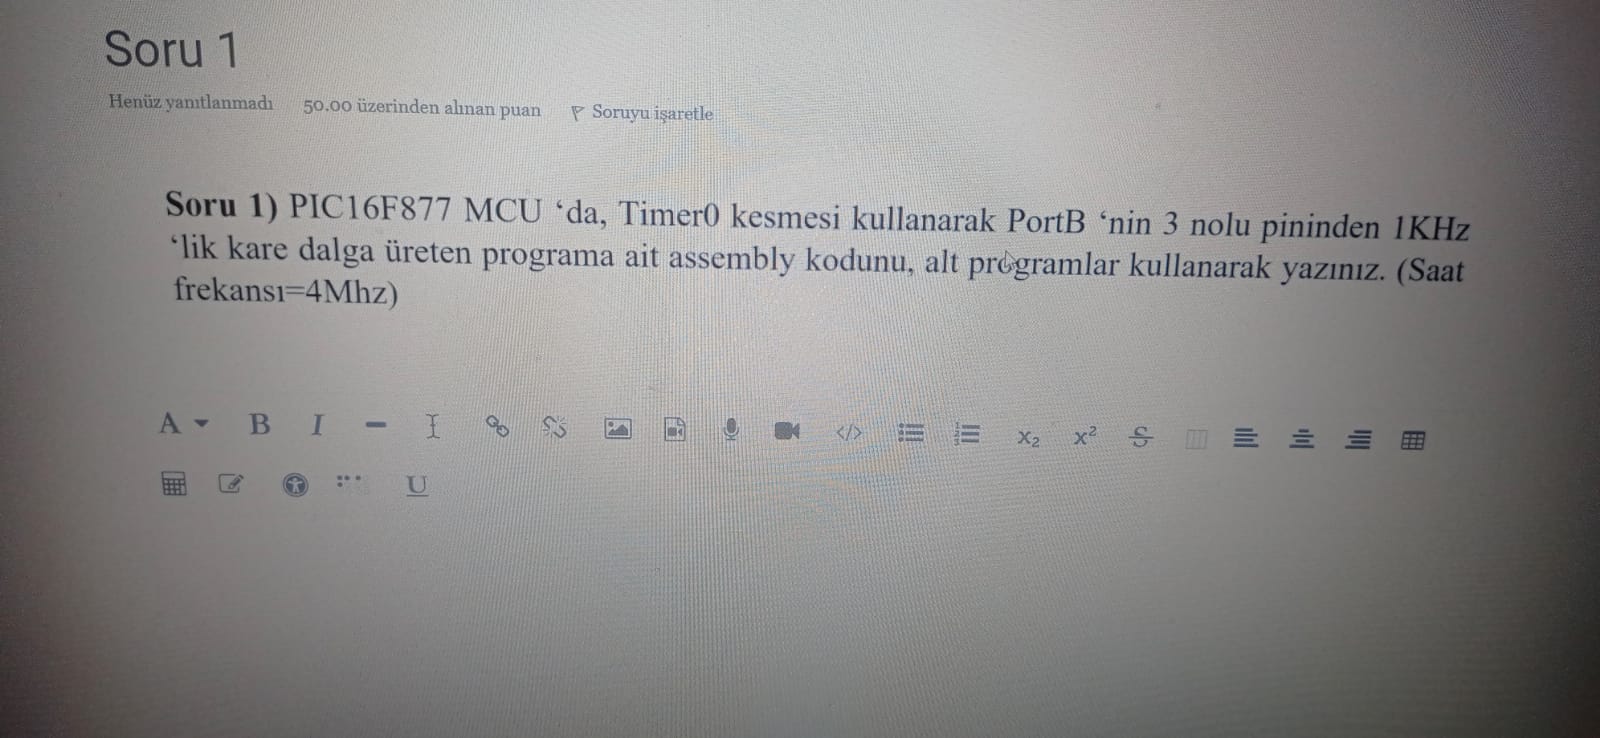 Soru 1
Henüz yanıtlanmadı 50.00 üzerinden alınan puan Soruyu işaretle
Soru 1) PIC16F877 MCU ‘da, Timer0 kesmesi kullanarak PortB ‘nin 3 nolu pininden 1KHz
‘lik kare dalga üreten programa ait assembly kodunu, alt programlar kullanarak yazınız. (Saat
frekansı=4Mhz)
A B I X₂ X² S
U